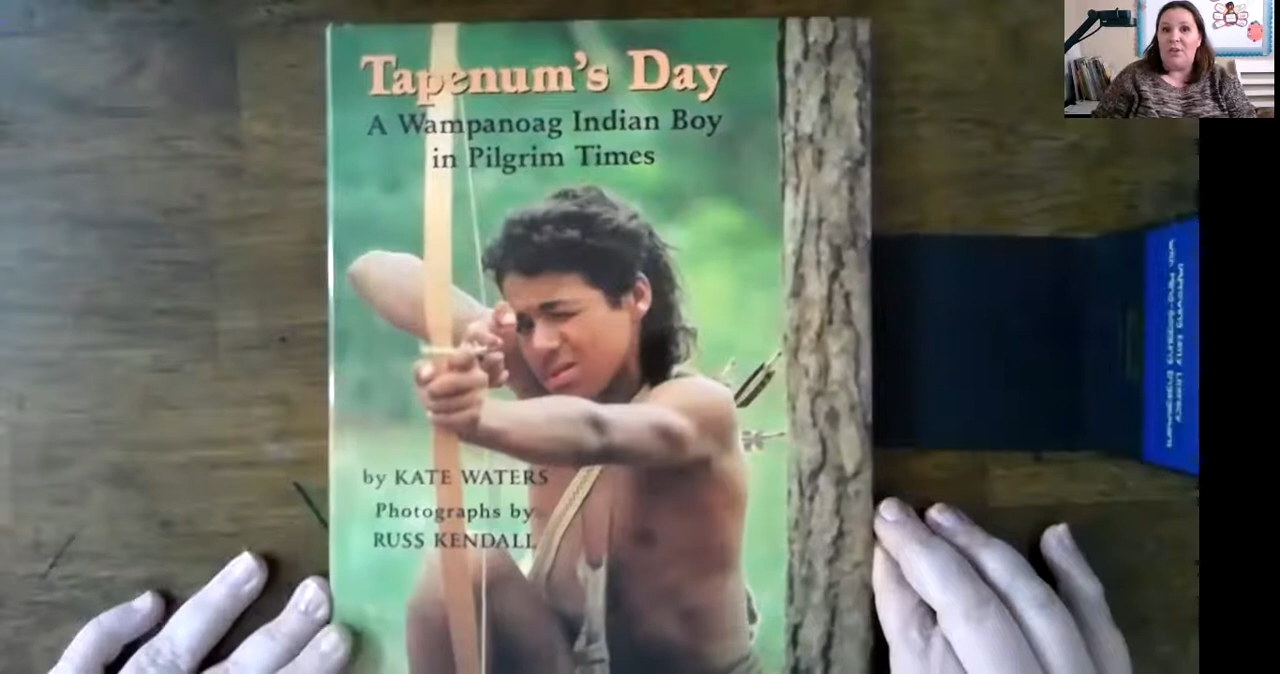 Tapenum's Day
A Wampanoag Indian Boy
in Pilgrim Times
by KATE WATERS
Photographs by
RUSS KENDALL